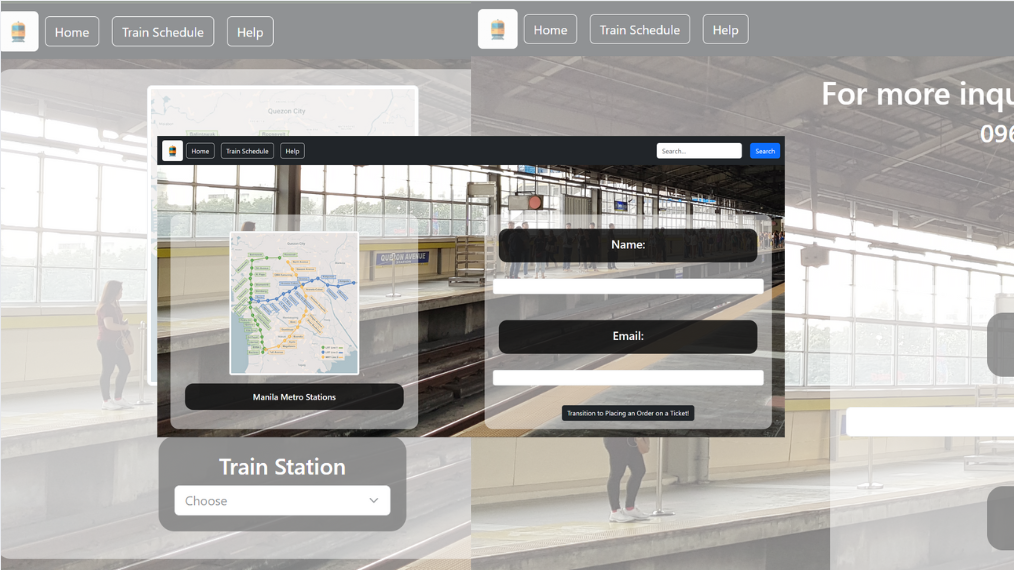 Home
Train Schedule
Help
Home
Train Schedule
Help
Quezon City
For more inqu
096
Home
Train Schedule
Help
Search...
Search
QUEZON AVENUE
Name:
Email:
Manila Metro Stations
Transition to Placing an Order on a Ticket!
Train Station
Choose